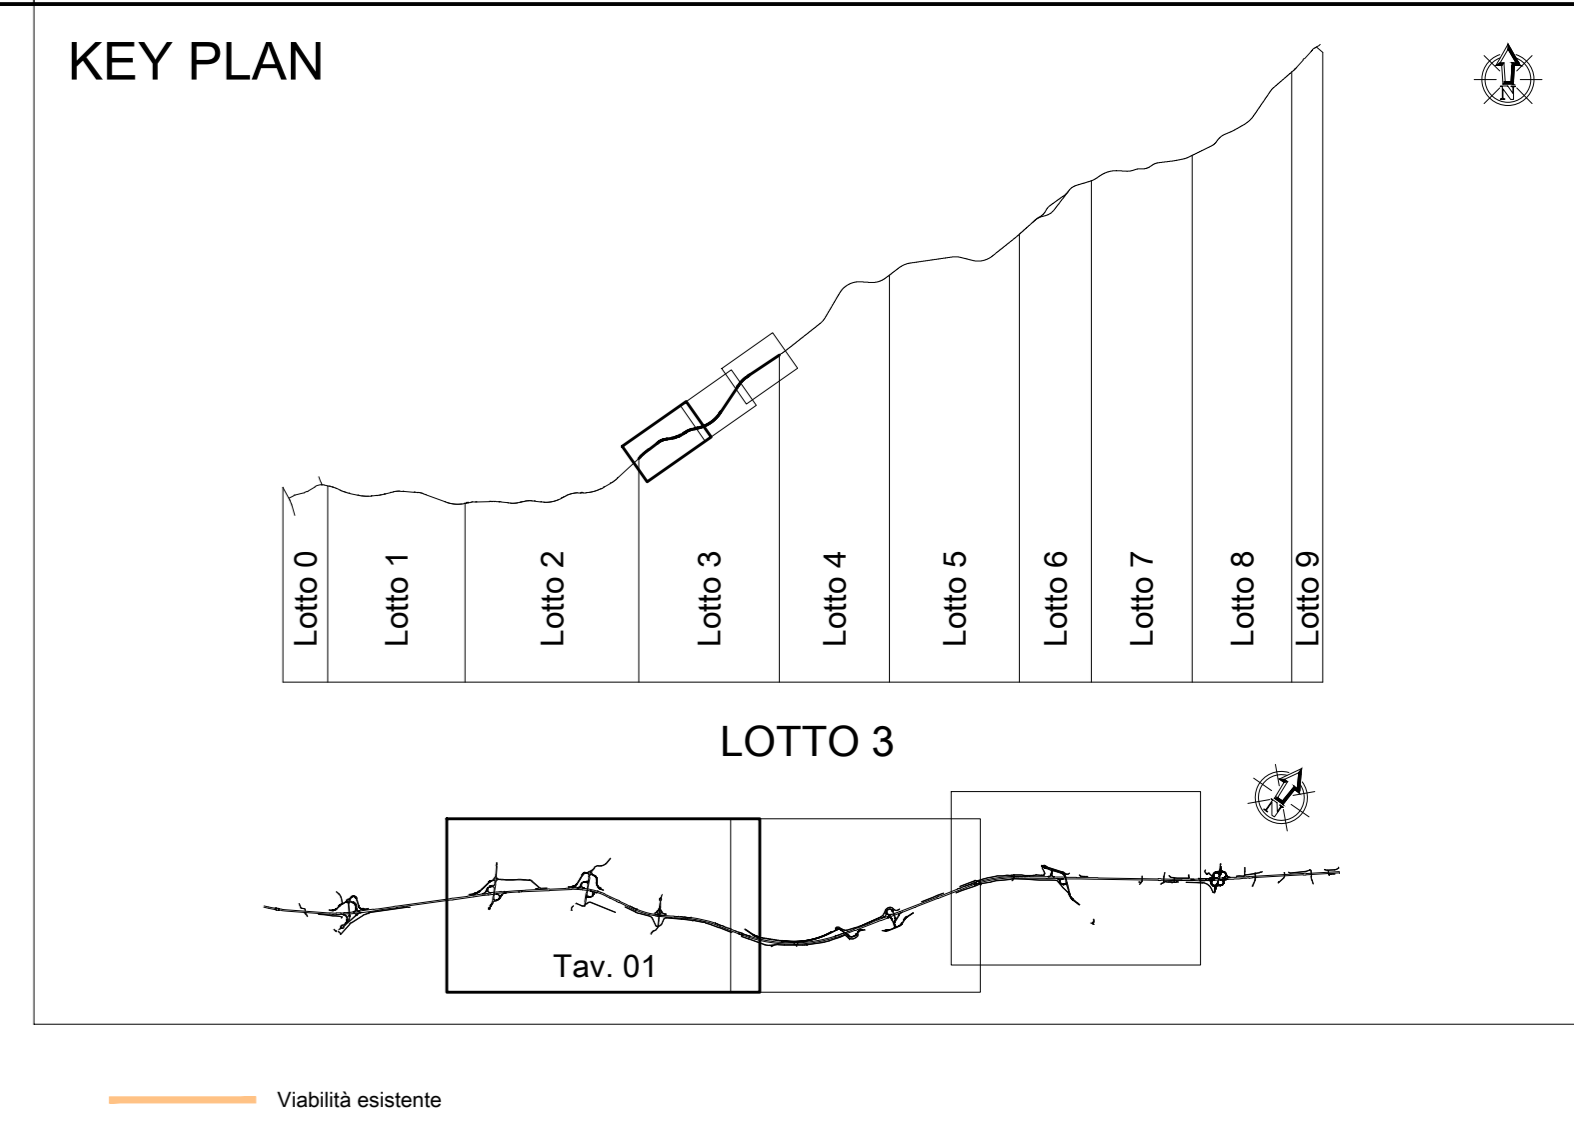 KEY PLAN
N
Lotto 0
Lotto 1
Lotto 2
Lotto 3
Lotto 4
Lotto 5
Lotto 6
Lotto 7
Lotto 8
Lotto 9
LOTTO 3
N
Tav. 01
Viabilità esistente